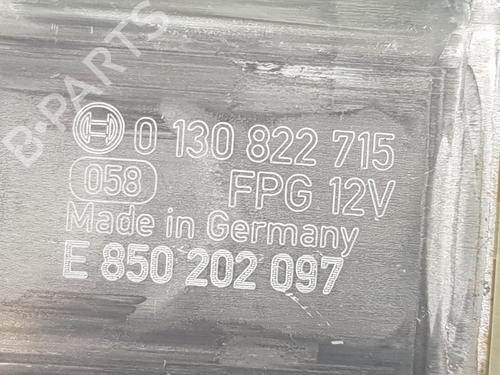 0 130 822 715
058 FPG 12V
Made in Germany
E 850 202 097
B-PARTS